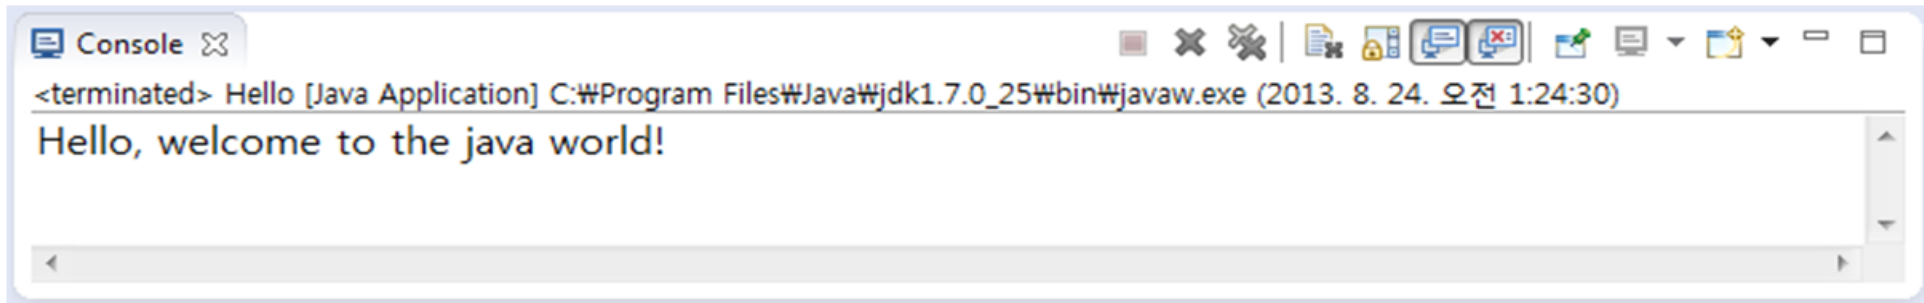 Console
<terminated> Hello [Java Application] C:₩Program Files₩Java₩jdk1.7.0_25₩bin₩javaw.exe (2013. 8. 24. 오전 1:24:30)
Hello, welcome to the java world!